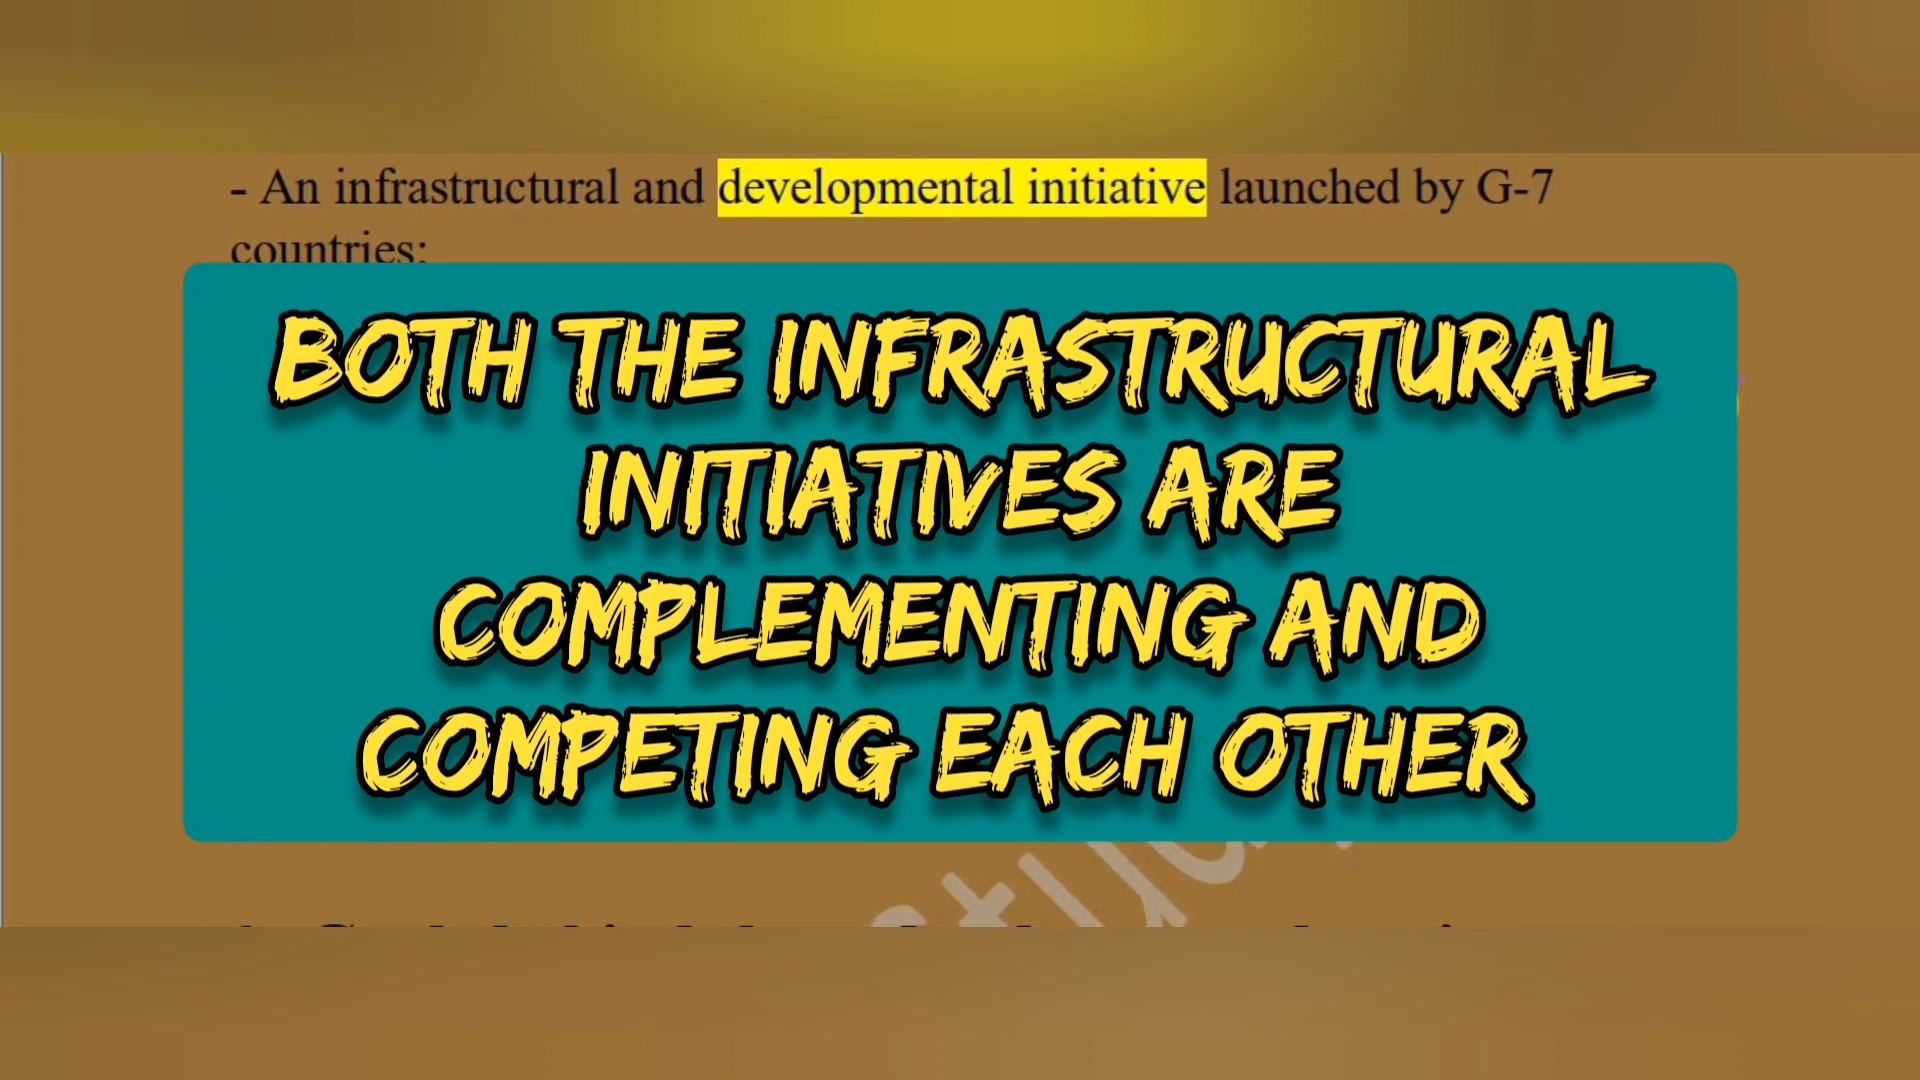 - An infrastructural and developmental initiative launched by G-7
countries:
BOTH THE INFRASTRUCTURAL
INITIATIVES ARE
COMPLEMENTING AND
COMPETING EACH OTHER